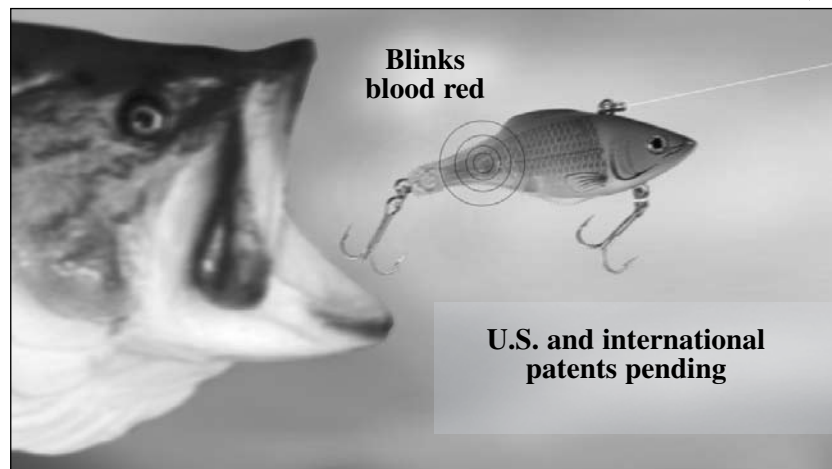 Blinks
blood red
U.S. and international
patents pending